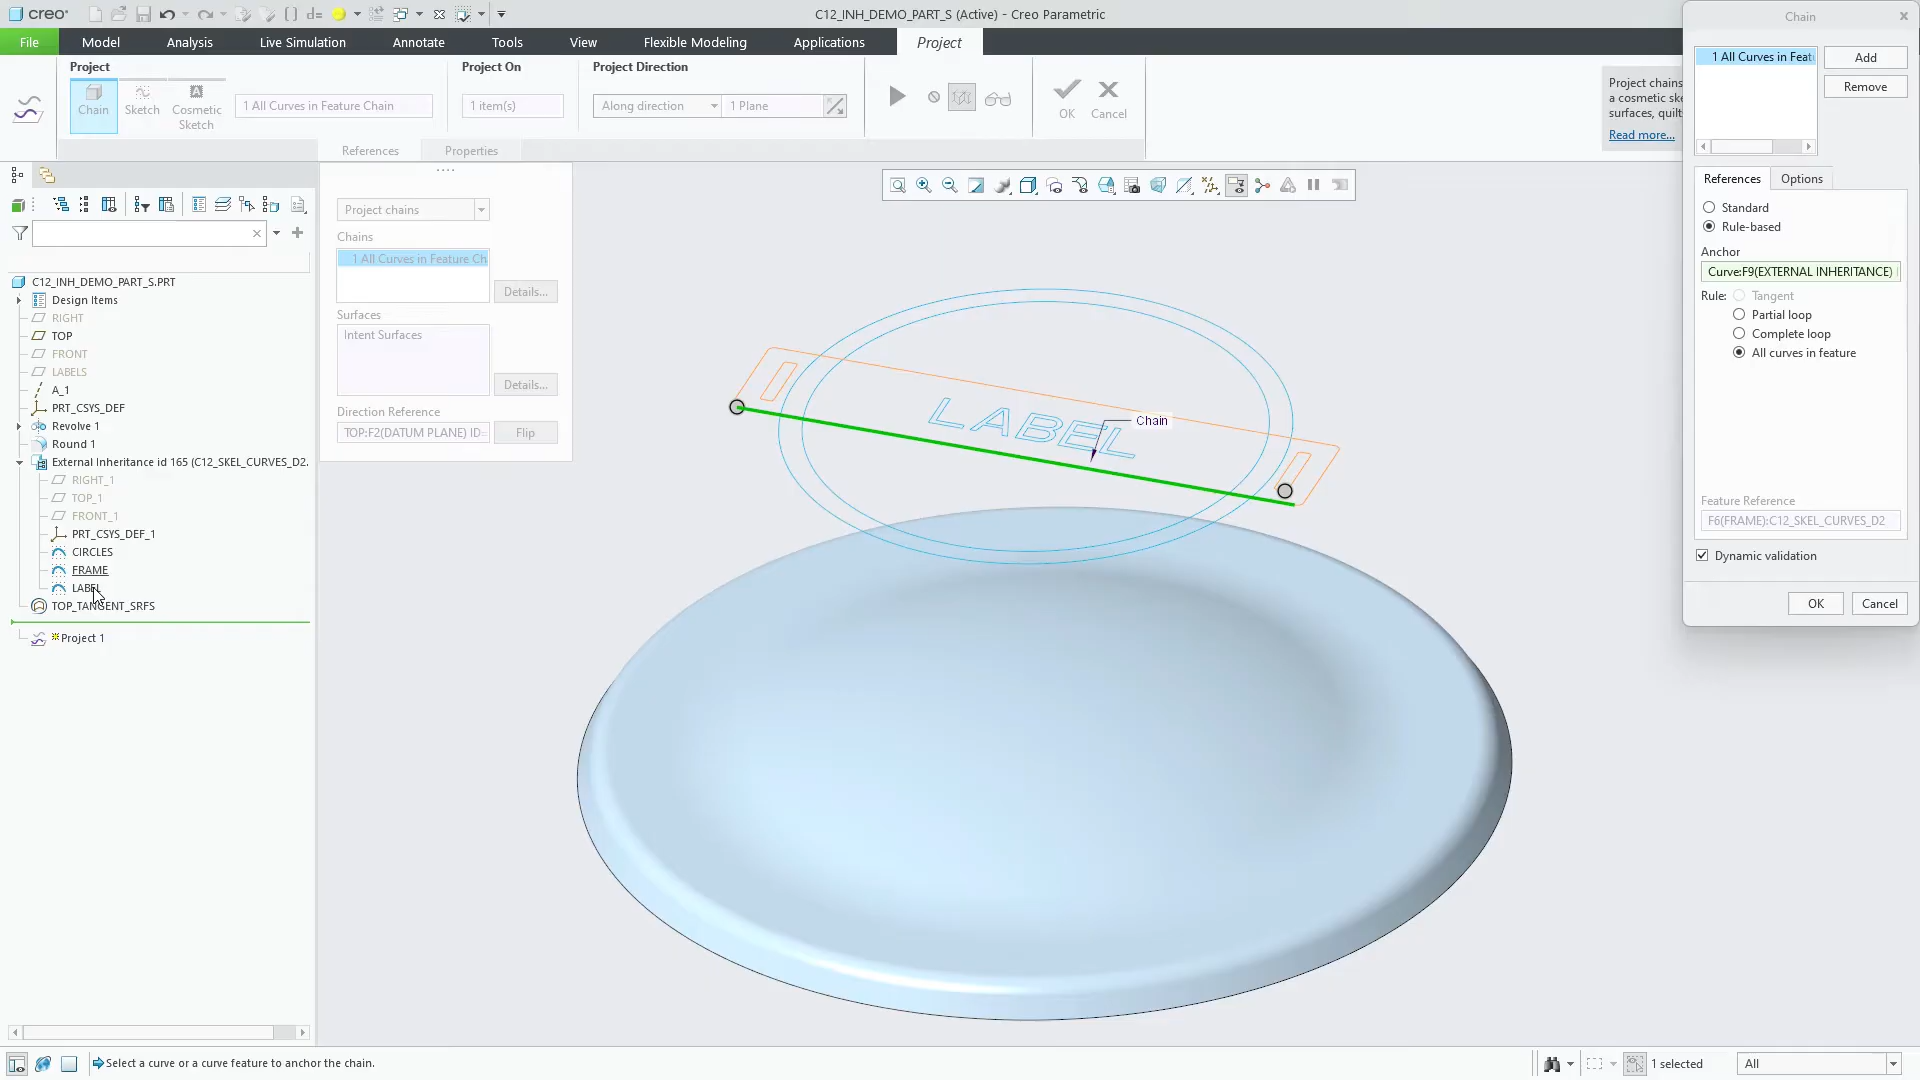 creo
C12_INH_DEMO_PART_S (Active) - Creo Parametric
File
Model
Analysis
Live Simulation
Annotate
Tools
View
Flexible Modeling
Applications
Project
Project
Project On
Project Direction
Chain
Sketch
Cosmetic
Sketch
1 All Curves in Feature Chain
1 item(s)
Along direction
1 Plane
OK
Cancel
Project chains
a cosmetic ske
surfaces, quilt
Read more...
References
Properties
Project chains
Chains
1 All Curves in Feature Ch
Details...
Surfaces
Intent Surfaces
Details...
Direction Reference
TOP:F2(DATUM PLANE) ID=
Flip
C12_INH_DEMO_PART_S.PRT
Design Items
RIGHT
TOP
FRONT
LABELS
A_1
PRT_CSYS_DEF
Revolve 1
Round 1
External Inheritance id 165 (C12_SKEL_CURVES_D2.
RIGHT_1
TOP_1
FRONT_1
PRT_CSYS_DEF_1
CIRCLES
FRAME
LABEL
TOP_TANGENT_SRFS
Project 1
LABEL
Chain
Chain
1 All Curves in Feat
Add
Remove
References
Options
Standard
Rule-based
Anchor
Curve:F9(EXTERNAL INHERITANCE)
Rule:
Tangent
Partial loop
Complete loop
All curves in feature
Feature Reference
F6(FRAME):C12_SKEL_CURVES_D2
Dynamic validation
OK
Cancel
Select a curve or a curve feature to anchor the chain.
1 selected
All